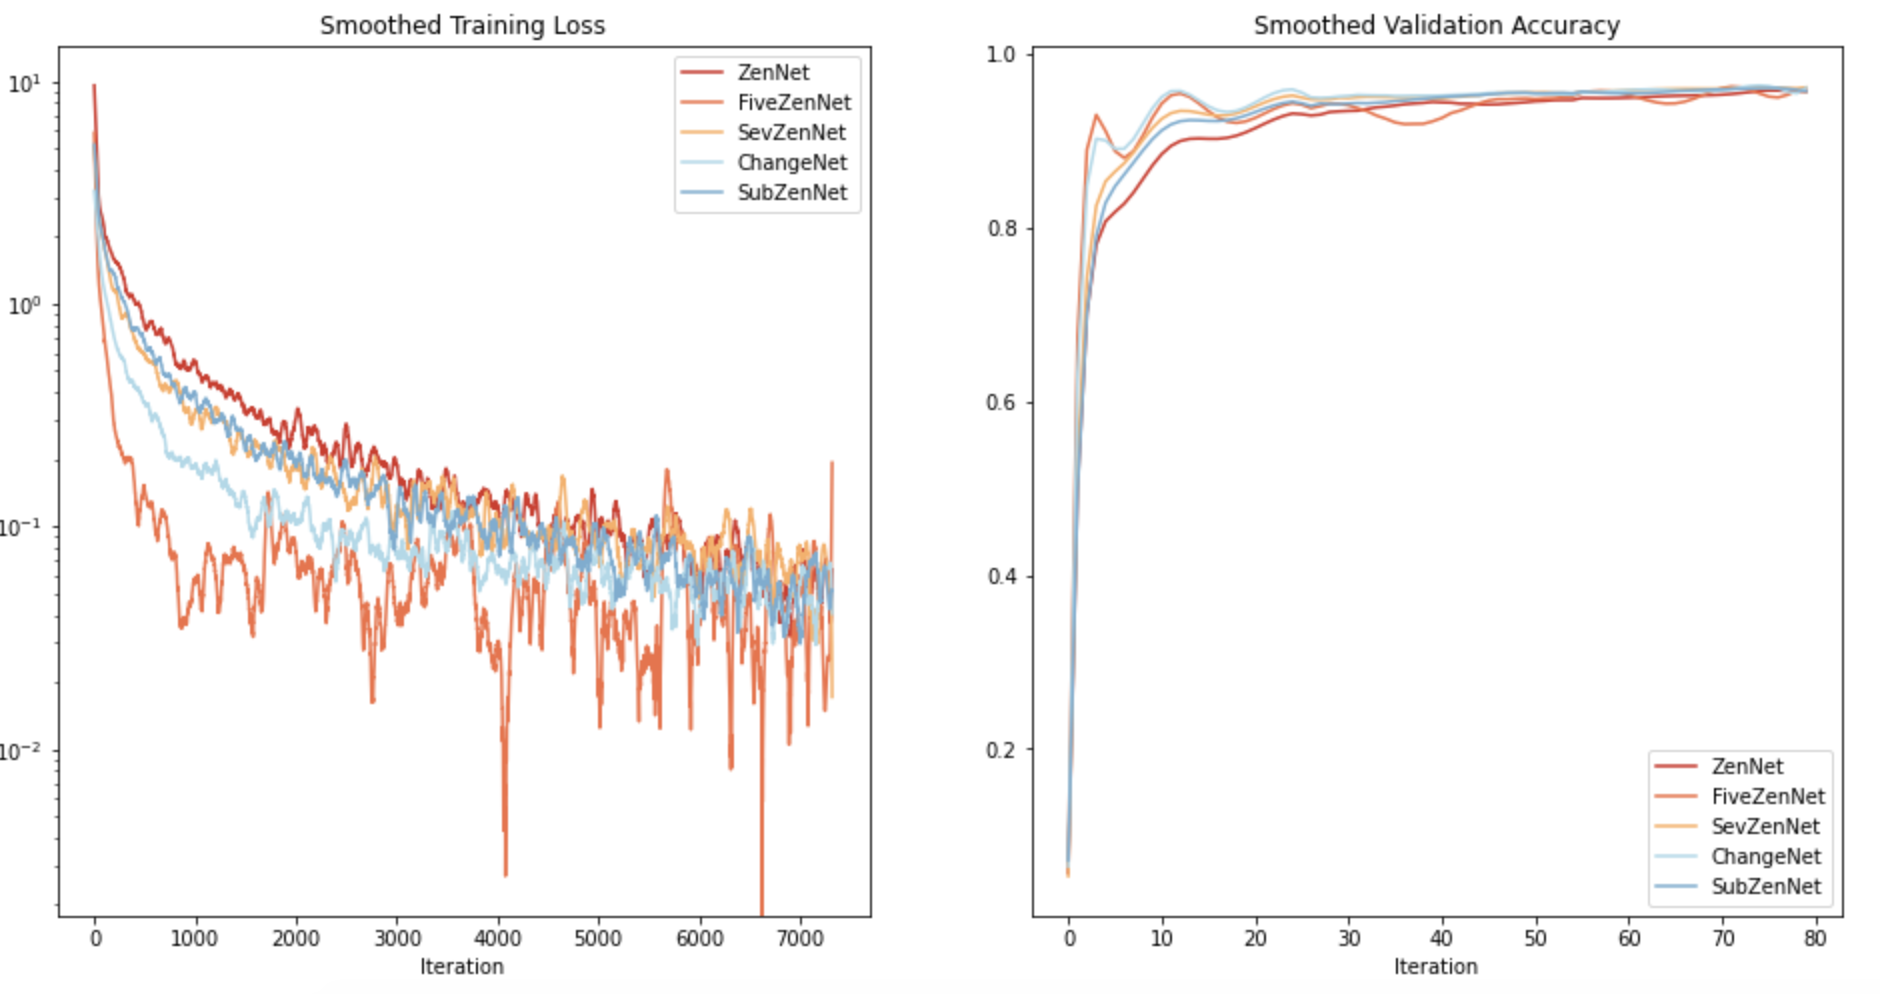 Smoothed Training Loss
10¹
10⁰
10⁻¹
10⁻²
ZenNet
FiveZenNet
SevZenNet
ChangeNet
SubZenNet
0 1000 2000 3000 4000 5000 6000 7000
Iteration
Smoothed Validation Accuracy
1.0
0.8
0.6
0.4
0.2
ZenNet
FiveZenNet
SevZenNet
ChangeNet
SubZenNet
0 10 20 30 40 50 60 70 80
Iteration